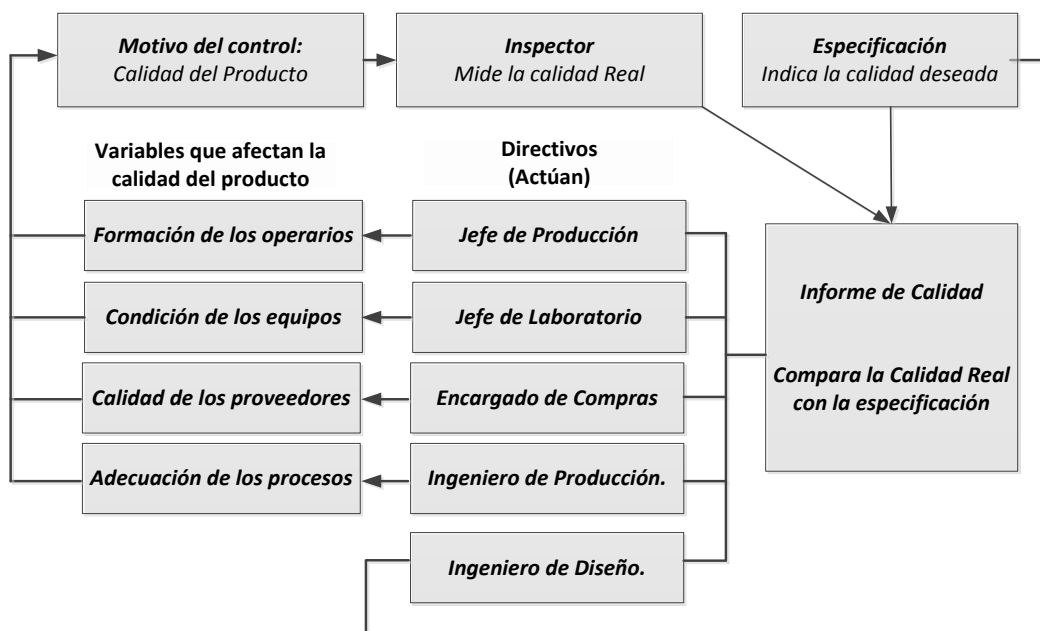 Motivo del control:
Calidad del Producto
Inspector
Mide la calidad Real
Especificación
Indica la calidad deseada
Variables que afectan la
calidad del producto
Directivos
(Actúan)
Formación de los operarios
Jefe de Producción
Condición de los equipos
Jefe de Laboratorio
Calidad de los proveedores
Encargado de Compras
Adecuación de los procesos
Ingeniero de Producción.
Ingeniero de Diseño.
Informe de Calidad
Compara la Calidad Real
con la especificación